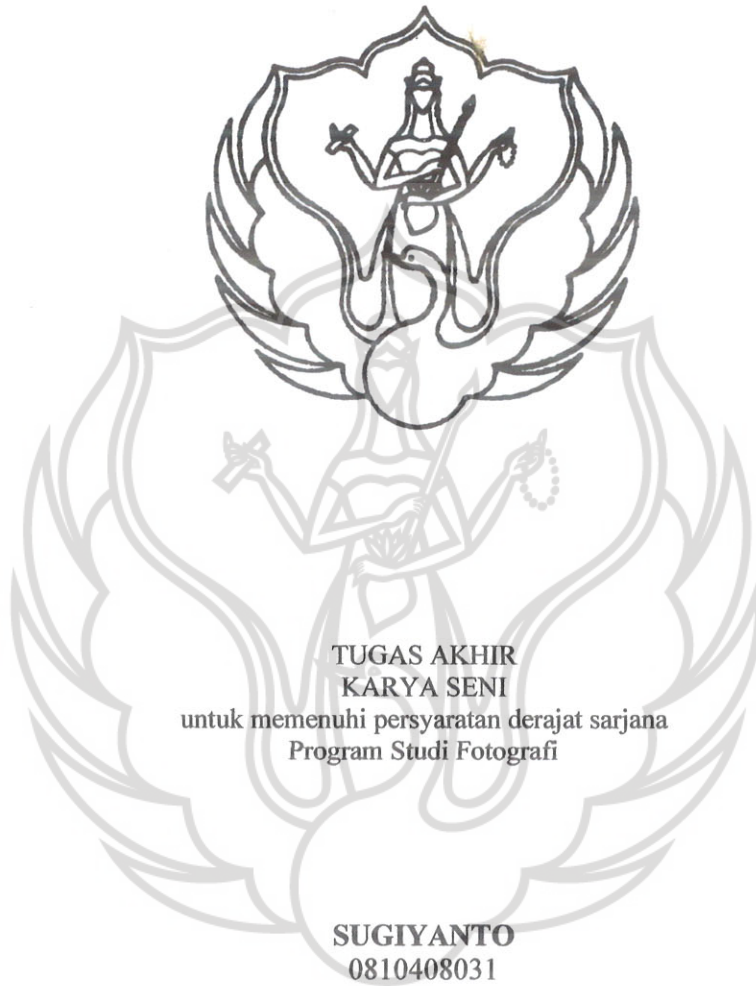 TUGAS AKHIR
KARYA SENI
untuk memenuhi persyaratan derajat sarjana
Program Studi Fotografi
SUGIYANTO
0810408031